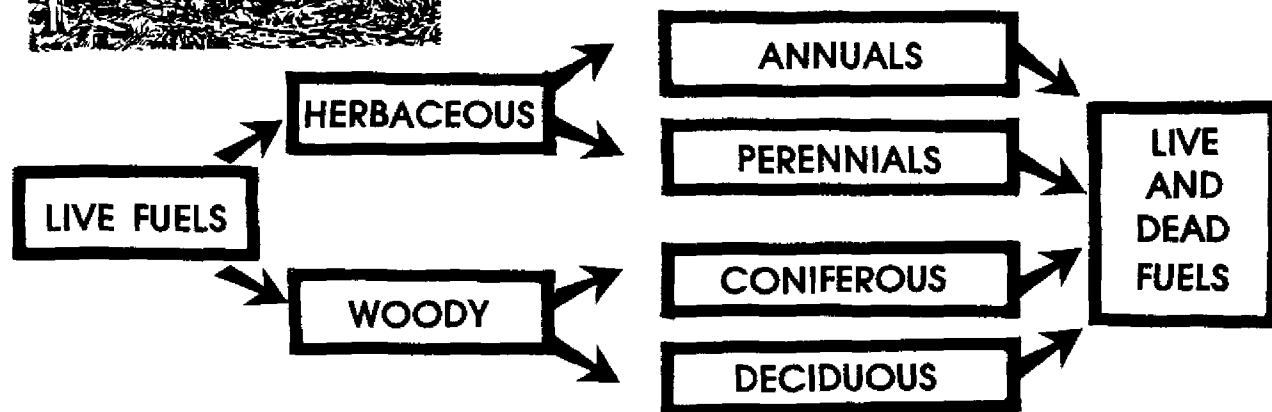 LIVE FUELS
HERBACEOUS
WOODY
ANNUALS
PERENNIALS
CONIFEROUS
DECIDUOUS
LIVE
AND
DEAD
FUELS